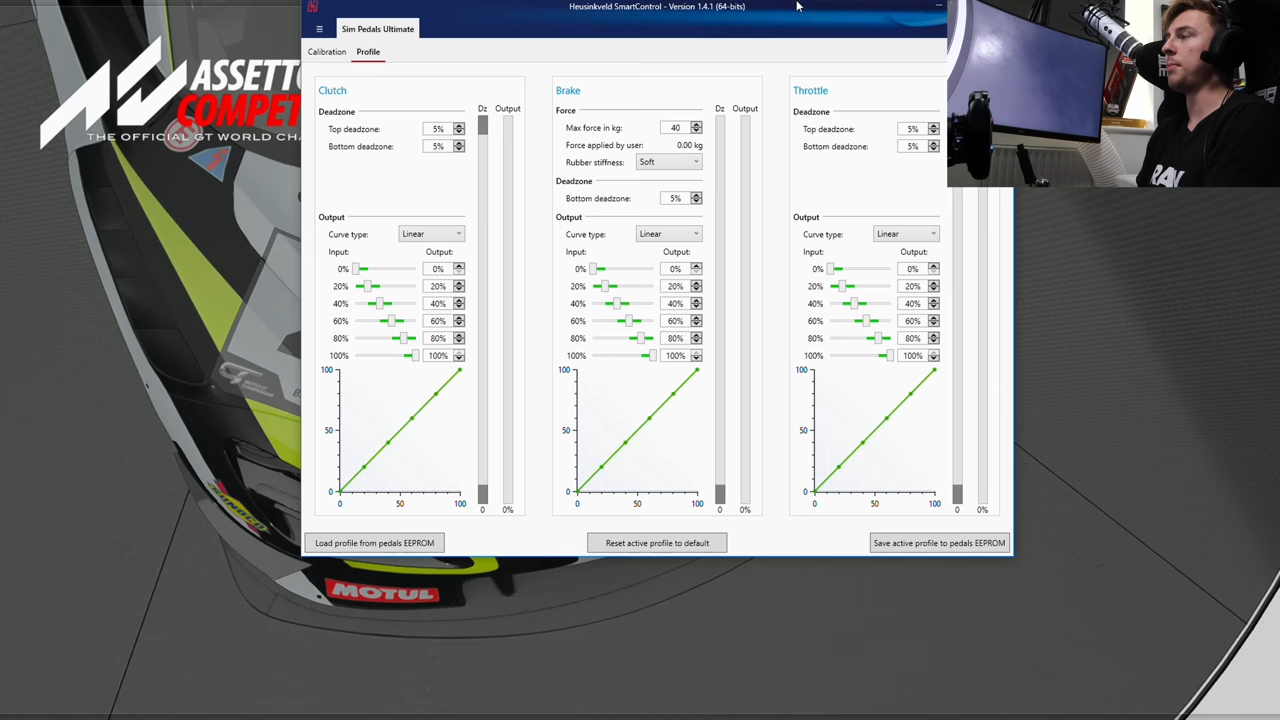 Heusinkveld SmartControl - Version 1.4.1 (64-bits)
Sim Pedals Ultimate
Calibration Profile
ASSETTO
COMPET
THE OFFICIAL GT WORLD CHA
Clutch
Deadzone
Top deadzone: 5%
Bottom deadzone: 5%
Output
Curve type: Linear
Input: Output:
0% 0%
20% 20%
40% 40%
60% 60%
80% 80%
100% 100%
100
50
0
0 50 100
Dz Output
0 0%
Brake
Force
Max force in kg: 40
Force applied by user: 0.00 kg
Rubber stiffness: Soft
Deadzone
Bottom deadzone: 5%
Output
Curve type: Linear
Input: Output:
0% 0%
20% 20%
40% 40%
60% 60%
80% 80%
100% 100%
100
50
0
0 50 100
Dz Output
0 0%
Throttle
Deadzone
Top deadzone: 5%
Bottom deadzone: 5%
Output
Curve type: Linear
Input: Output:
0% 0%
20% 20%
40% 40%
60% 60%
80% 80%
100% 100%
100
50
0
0 50 100
0 0%
Load profile from pedals EEPROM
Reset active profile to default
Save active profile to pedals EEPROM
MOTUL
SUNOCO